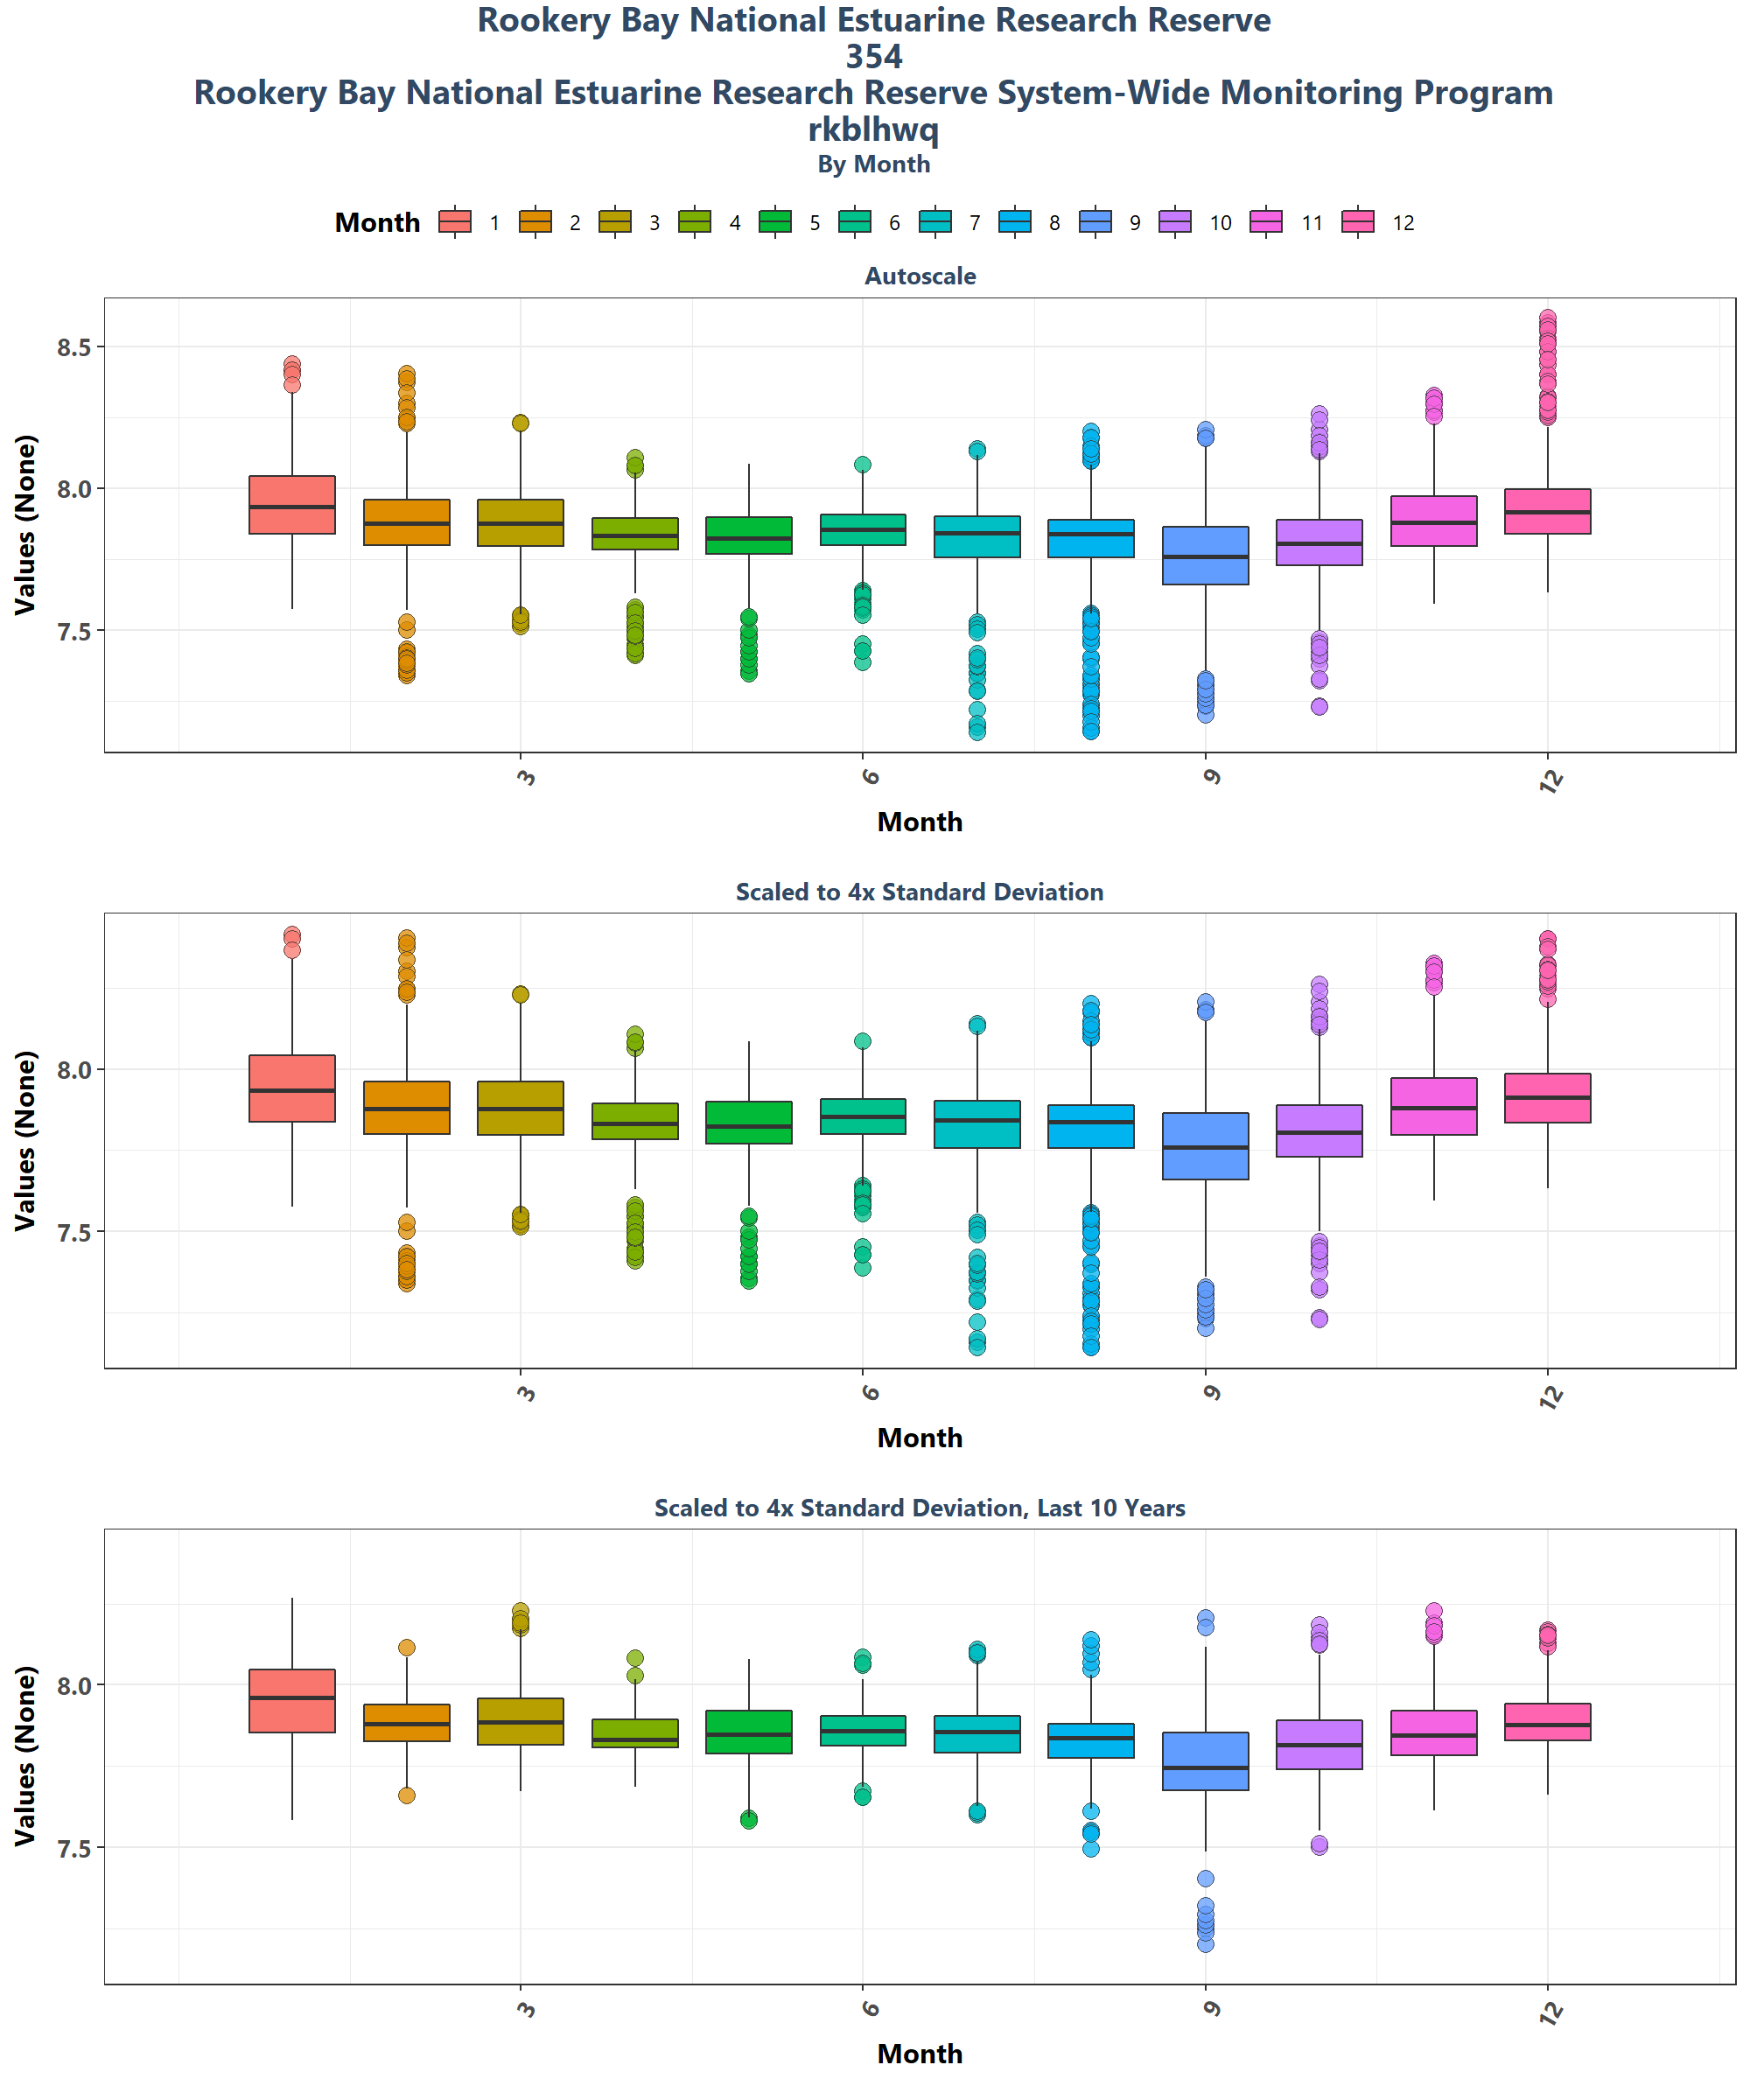 Rookery Bay National Estuarine Research Reserve
354
Rookery Bay National Estuarine Research Reserve System-Wide Monitoring Program
rkblhwq
By Month
Month 1 2 3 4 5 6 7 8 9 10 11 12
Autoscale
Values (None)
8.5
8.0
7.5
3 6 9 12
Month
Scaled to 4x Standard Deviation
Values (None)
8.0
7.5
3 6 9 12
Month
Scaled to 4x Standard Deviation, Last 10 Years
Values (None)
8.0
7.5
3 6 9 12
Month